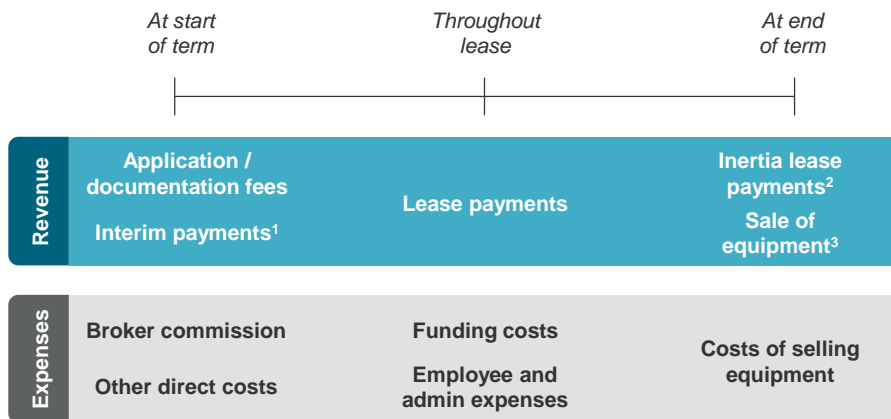 At start
of term
Throughout
lease
At end
of term
Revenue
Application /
documentation fees
Interim payments¹
Lease payments
Inertia lease
payments²
Sale of
equipment³
Expenses
Broker commission
Other direct costs
Funding costs
Employee and
admin expenses
Costs of selling
equipment